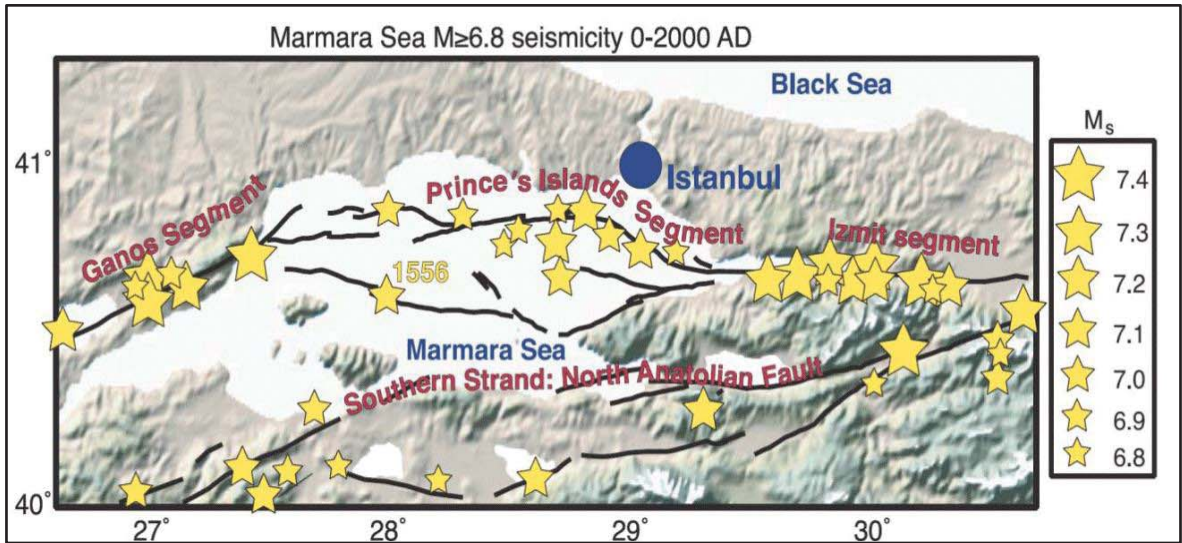 Marmara Sea M≥6.8 seismicity 0-2000 AD
Black Sea
Ms
41°
Istanbul
Prince's Islands Segment
Ganos Segment
Izmit segment
1556
Marmara Sea
Southern Strand: North Anatolian Fault
40°
27° 28° 29° 30°
7.4
7.3
7.2
7.1
7.0
6.9
6.8